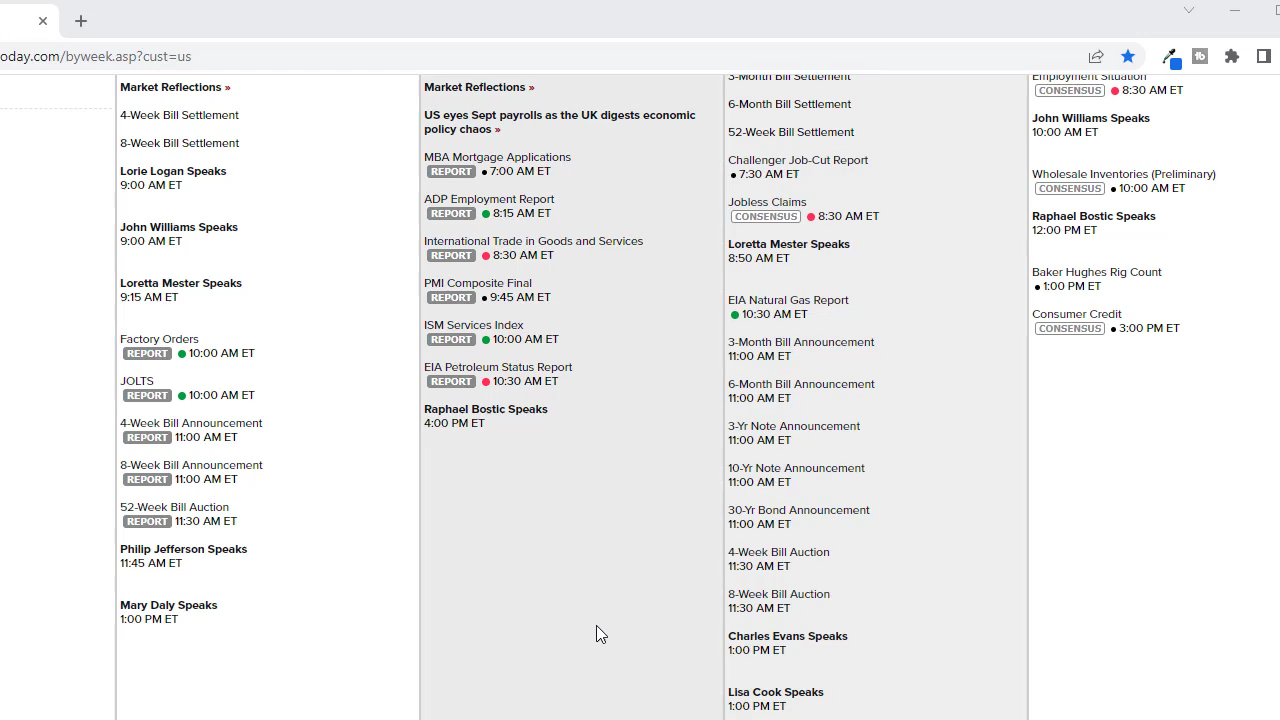 oday.com/byweek.asp?cust=us
Market Reflections »
4-Week Bill Settlement
8-Week Bill Settlement
Lorie Logan Speaks
9:00 AM ET
John Williams Speaks
9:00 AM ET
Loretta Mester Speaks
9:15 AM ET
Factory Orders
REPORT 10:00 AM ET
JOLTS
REPORT 10:00 AM ET
4-Week Bill Announcement
REPORT 11:00 AM ET
8-Week Bill Announcement
REPORT 11:00 AM ET
52-Week Bill Auction
REPORT 11:30 AM ET
Philip Jefferson Speaks
11:45 AM ET
Mary Daly Speaks
1:00 PM ET
Market Reflections »
US eyes Sept payrolls as the UK digests economic
policy chaos »
MBA Mortgage Applications
REPORT 7:00 AM ET
ADP Employment Report
REPORT 8:15 AM ET
International Trade in Goods and Services
REPORT 8:30 AM ET
PMI Composite Final
REPORT 9:45 AM ET
ISM Services Index
REPORT 10:00 AM ET
EIA Petroleum Status Report
REPORT 10:30 AM ET
Raphael Bostic Speaks
4:00 PM ET
3-Month Bill Settlement
6-Month Bill Settlement
52-Week Bill Settlement
Challenger Job-Cut Report
7:30 AM ET
Jobless Claims
CONSENSUS 8:30 AM ET
Loretta Mester Speaks
8:50 AM ET
EIA Natural Gas Report
10:30 AM ET
3-Month Bill Announcement
11:00 AM ET
6-Month Bill Announcement
11:00 AM ET
3-Yr Note Announcement
11:00 AM ET
10-Yr Note Announcement
11:00 AM ET
30-Yr Bond Announcement
11:00 AM ET
4-Week Bill Auction
11:30 AM ET
8-Week Bill Auction
11:30 AM ET
Charles Evans Speaks
1:00 PM ET
Lisa Cook Speaks
1:00 PM ET
Employment Situation
CONSENSUS 8:30 AM ET
John Williams Speaks
10:00 AM ET
Wholesale Inventories (Preliminary)
CONSENSUS 10:00 AM ET
Raphael Bostic Speaks
12:00 PM ET
Baker Hughes Rig Count
1:00 PM ET
Consumer Credit
CONSENSUS 3:00 PM ET